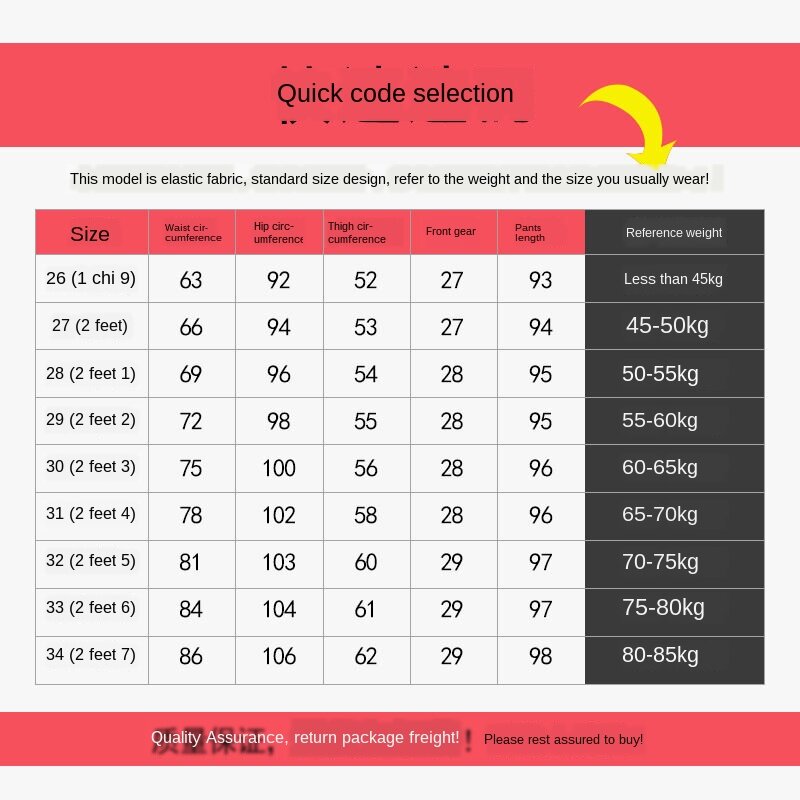 Quick code selection
This model is elastic fabric, standard size design, refer to the weight and the size you usually wear!
Size Waist cir-cumference Hip circ-umference Thigh cir-cumference Front gear Pants length Reference weight
26 (1 chi 9) 63 92 52 27 93 Less than 45kg
27 (2 feet) 66 94 53 27 94 45-50kg
28 (2 feet 1) 69 96 54 28 95 50-55kg
29 (2 feet 2) 72 98 55 28 95 55-60kg
30 (2 feet 3) 75 100 56 28 96 60-65kg
31 (2 feet 4) 78 102 58 28 96 65-70kg
32 (2 feet 5) 81 103 60 29 97 70-75kg
33 (2 feet 6) 84 104 61 29 97 75-80kg
34 (2 feet 7) 86 106 62 29 98 80-85kg
Quality Assurance, return package freight! Please rest assured to buy!